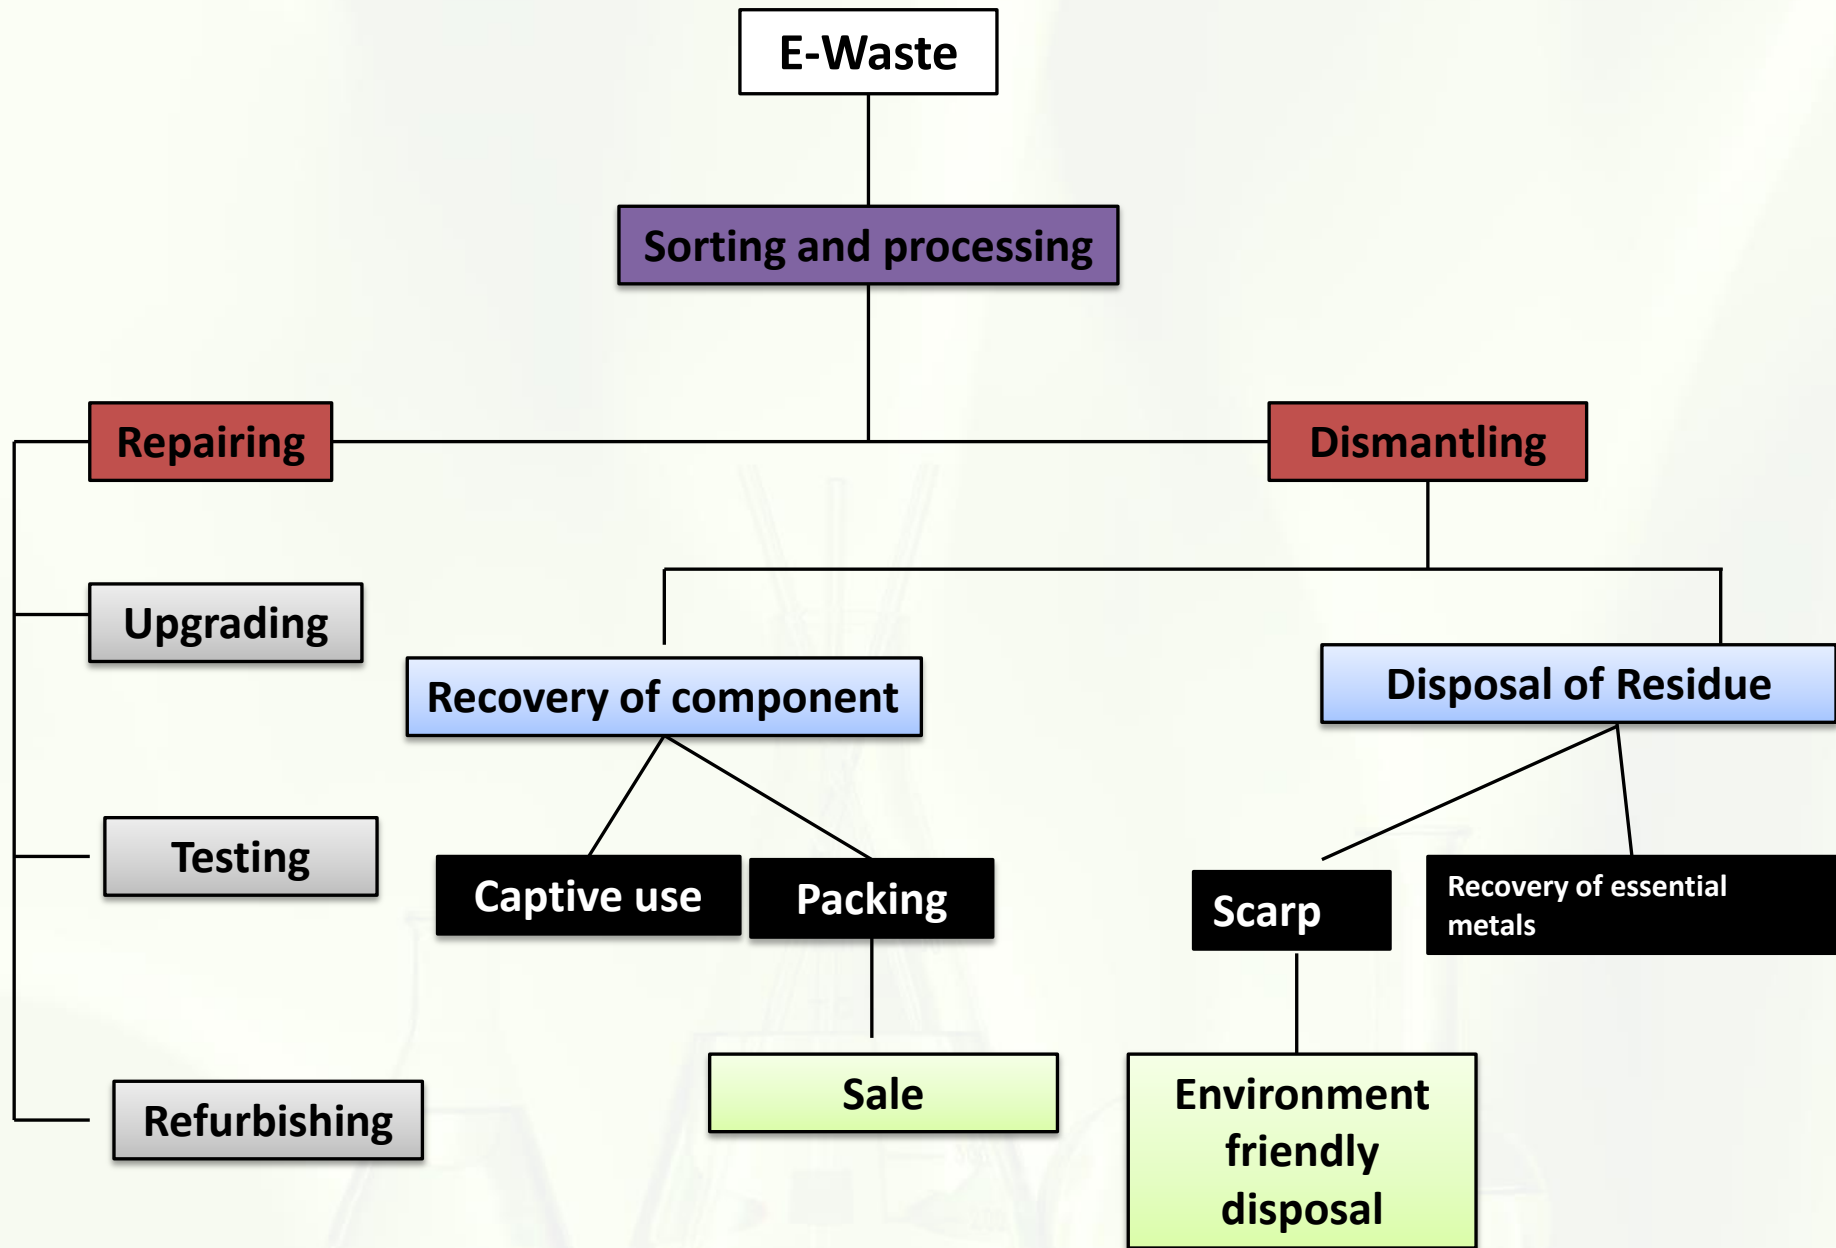 E-Waste
Sorting and processing
Repairing
Dismantling
Upgrading
Recovery of component
Disposal of Residue
Testing
Captive use
Packing
Scarp
Recovery of essential
metals
Sale
Environment
friendly
disposal
Refurbishing